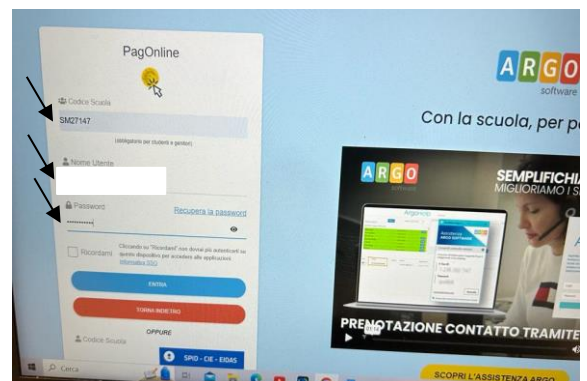 PagOnline
Codice Scuola
SM27147
(obbligatorio per studenti e genitori)
Nome Utente
Password
Recupera la password
Ricordami
Cliccando su "Ricordami" non dovrai più autenticarti su
questo dispositivo per accedere alle applicazioni
Informativa SSO
ENTRA
TORNA INDIETRO
OPPURE
Codice Scuola
SPID - CIE - EIDAS
Cerca
ARGO
software
Con la scuola, per p
ARGO
software
SEMPLIFICHIA
MIGLIORIAMO I S
Argo
ARGO SOFTWARE
PRENOTAZIONE CONTATTO TRAMITE
SCOPRI L'ASSISTENZA ARGO